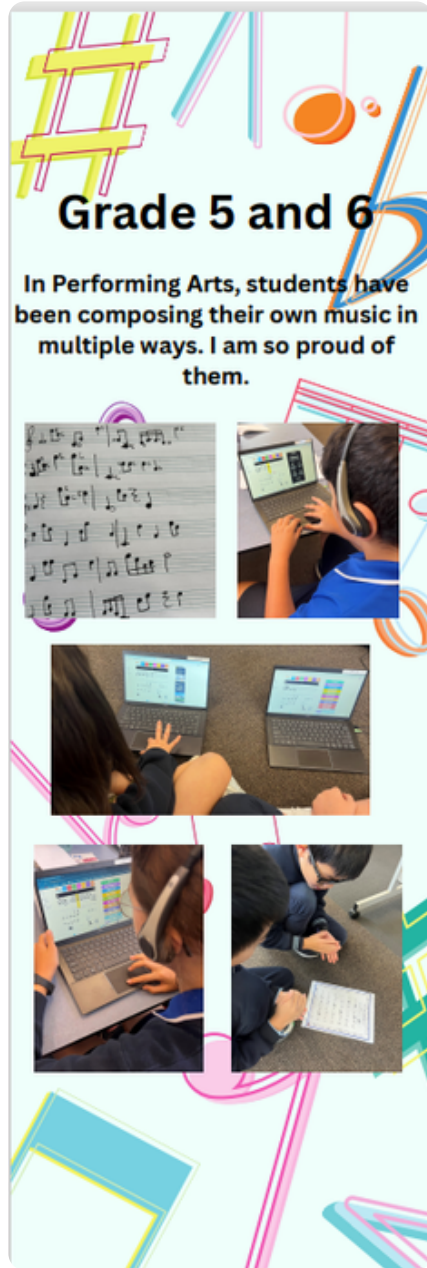 Grade 5 and 6
In Performing Arts, students have
been composing their own music in
multiple ways. I am so proud of
them.